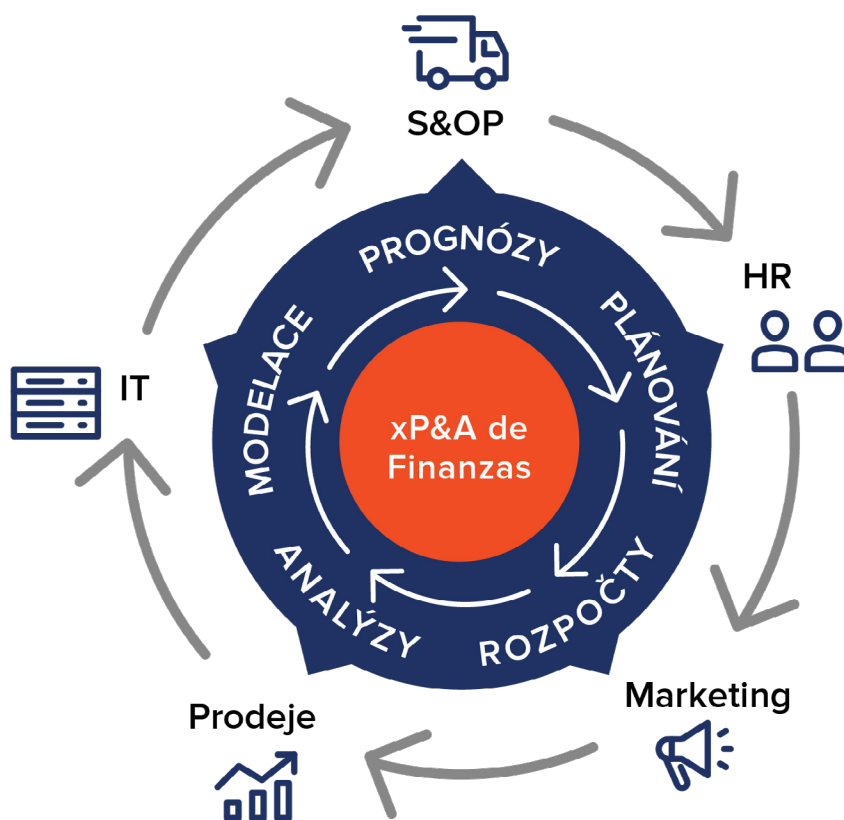 S&OP
HR
Marketing
Prodeje
IT
PROGNÓZY
PLÁNOVÁNÍ
ROZPOČTY
ANALÝZY
MODELACE
xP&A de
Finanzas